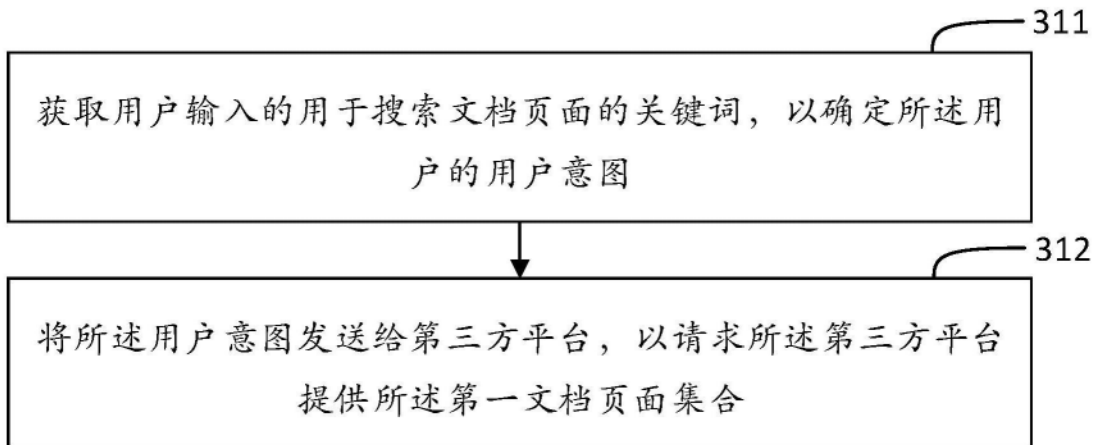 311
获取用户输入的用于搜索文档页面的关键词，以确定所述用
户的用户意图
312
将所述用户意图发送给第三方平台，以请求所述第三方平台
提供所述第一文档页面集合